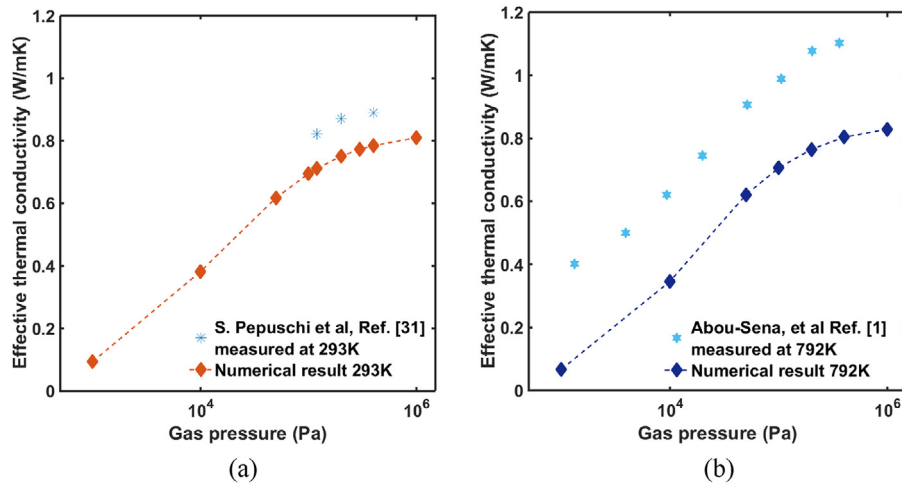 1.2
1
0.8
0.6
0.4
0.2
0
Effective thermal conductivity (W/mK)
S. Pepuschi et al, Ref. [31]
measured at 293K
Numerical result 293K
10^4
10^6
Gas pressure (Pa)
(a)
1.2
1
0.8
0.6
0.4
0.2
0
Effective thermal conductivity (W/mK)
Abou-Sena, et al Ref. [1]
measured at 792K
Numerical result 792K
10^4
10^6
Gas pressure (Pa)
(b)